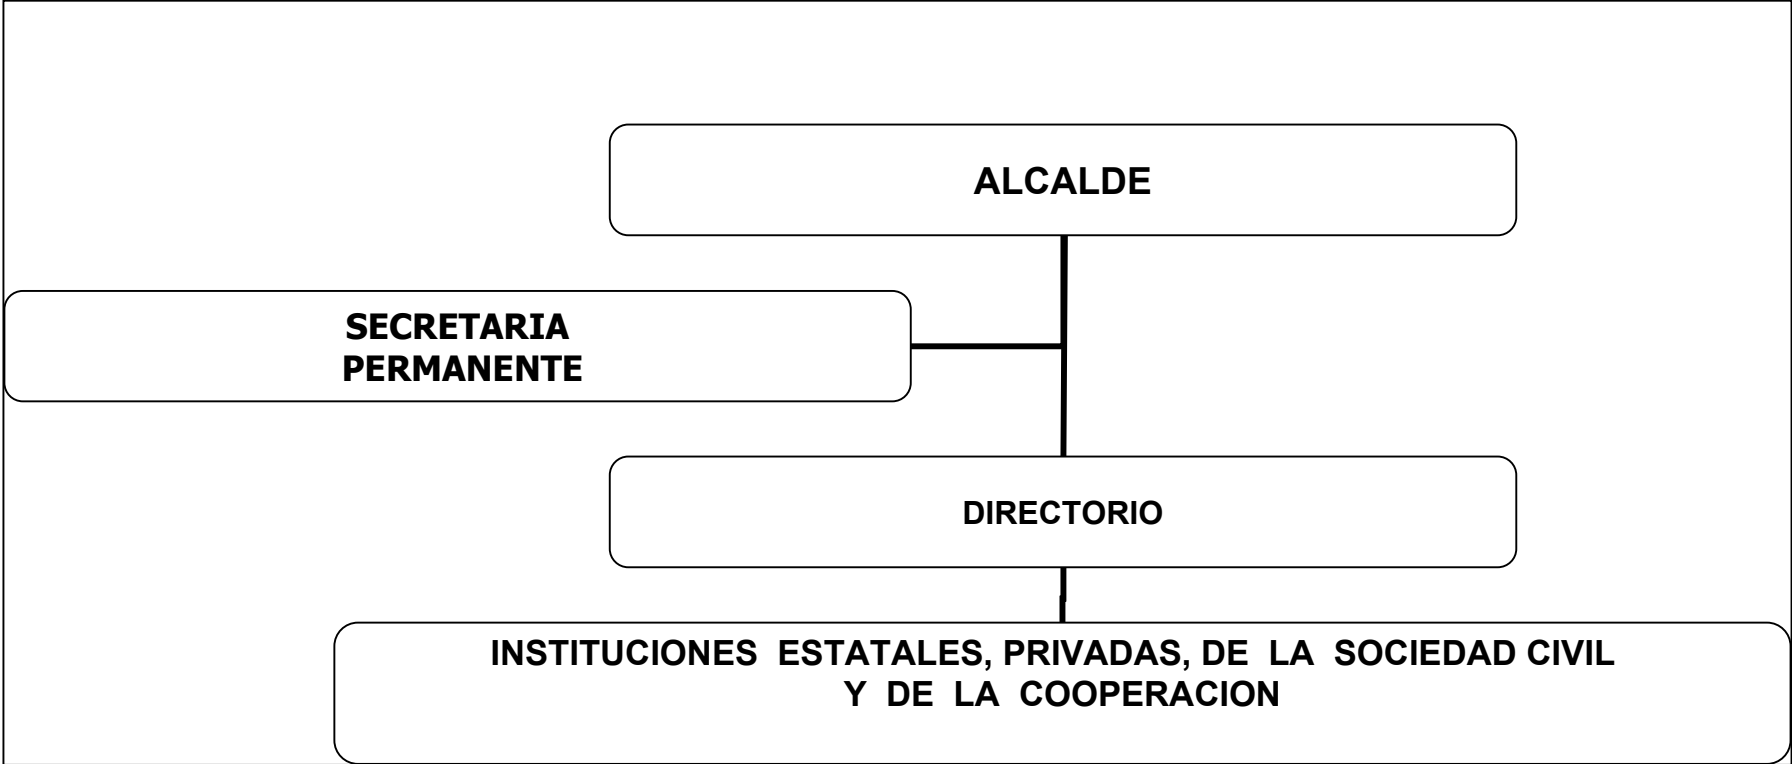 ALCALDE
SECRETARIA
PERMANENTE
DIRECTORIO
INSTITUCIONES ESTATALES, PRIVADAS, DE LA SOCIEDAD CIVIL
Y DE LA COOPERACION